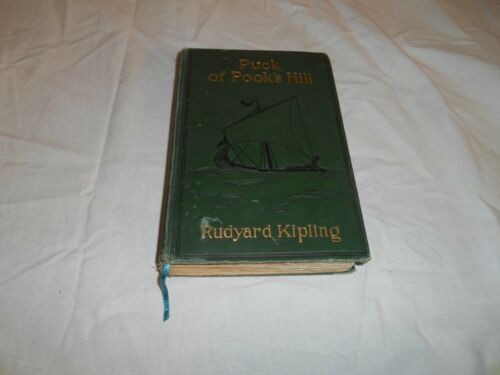 Puck
of Pook's Hill
Rudyard Kipling